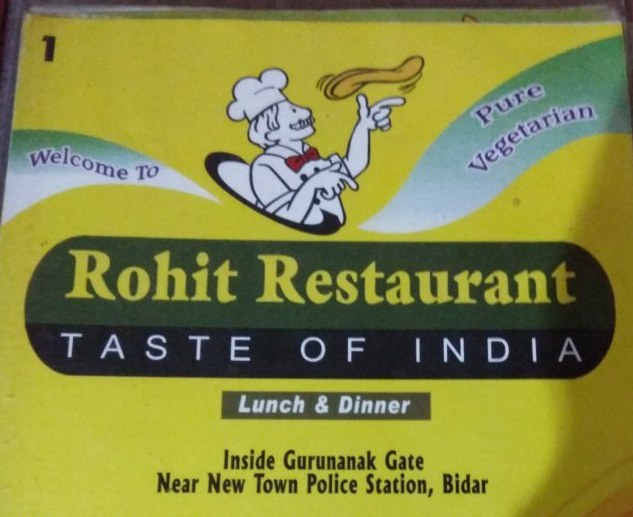 1
Welcome To
Pure
Vegetarian
Rohit Restaurant
TASTE OF INDIA
Lunch & Dinner
Inside Gurunanak Gate
Near New Town Police Station, Bidar